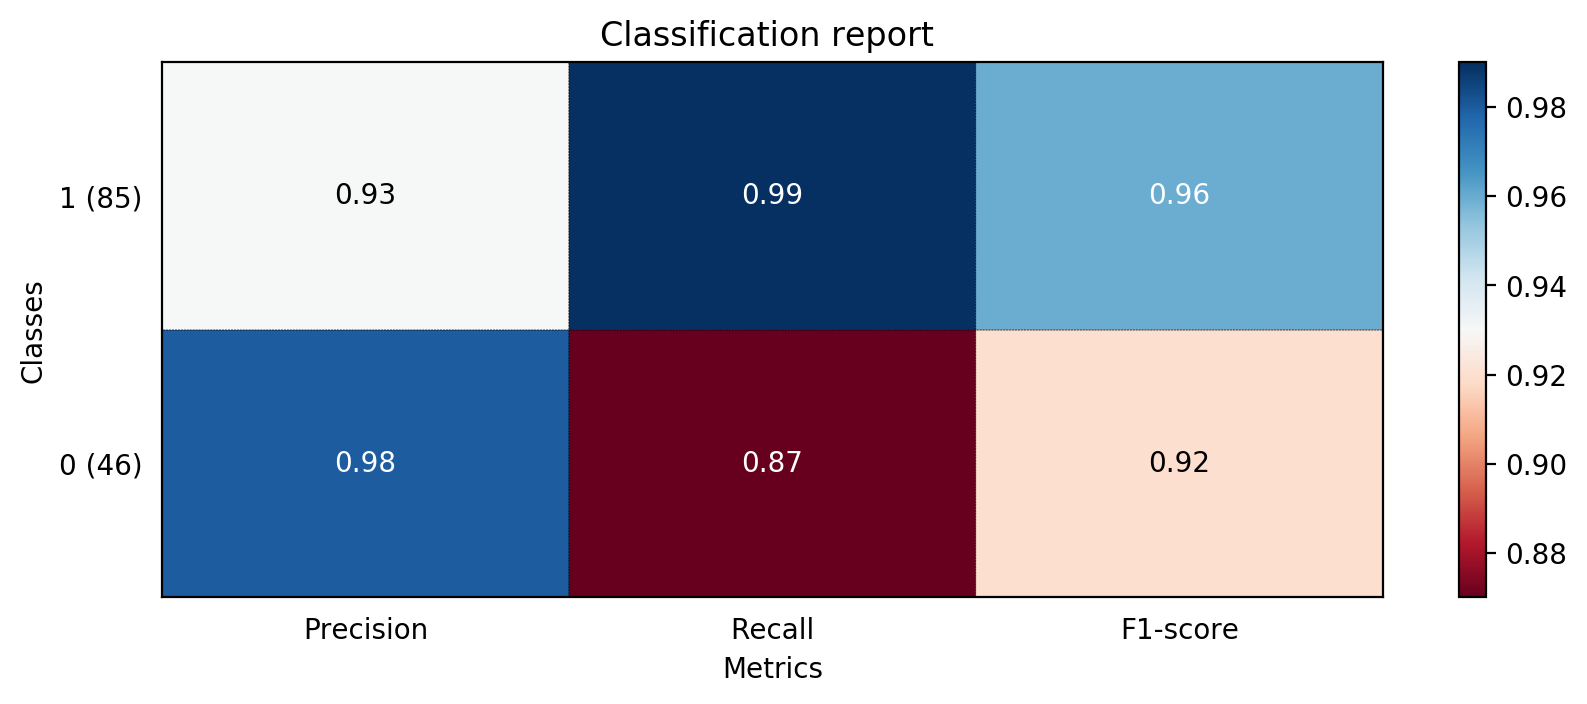 Classification report
1 (85)
0.93 0.99 0.96
0 (46)
0.98 0.87 0.92
Classes
Precision Recall F1-score
Metrics
0.98
0.96
0.94
0.92
0.90
0.88